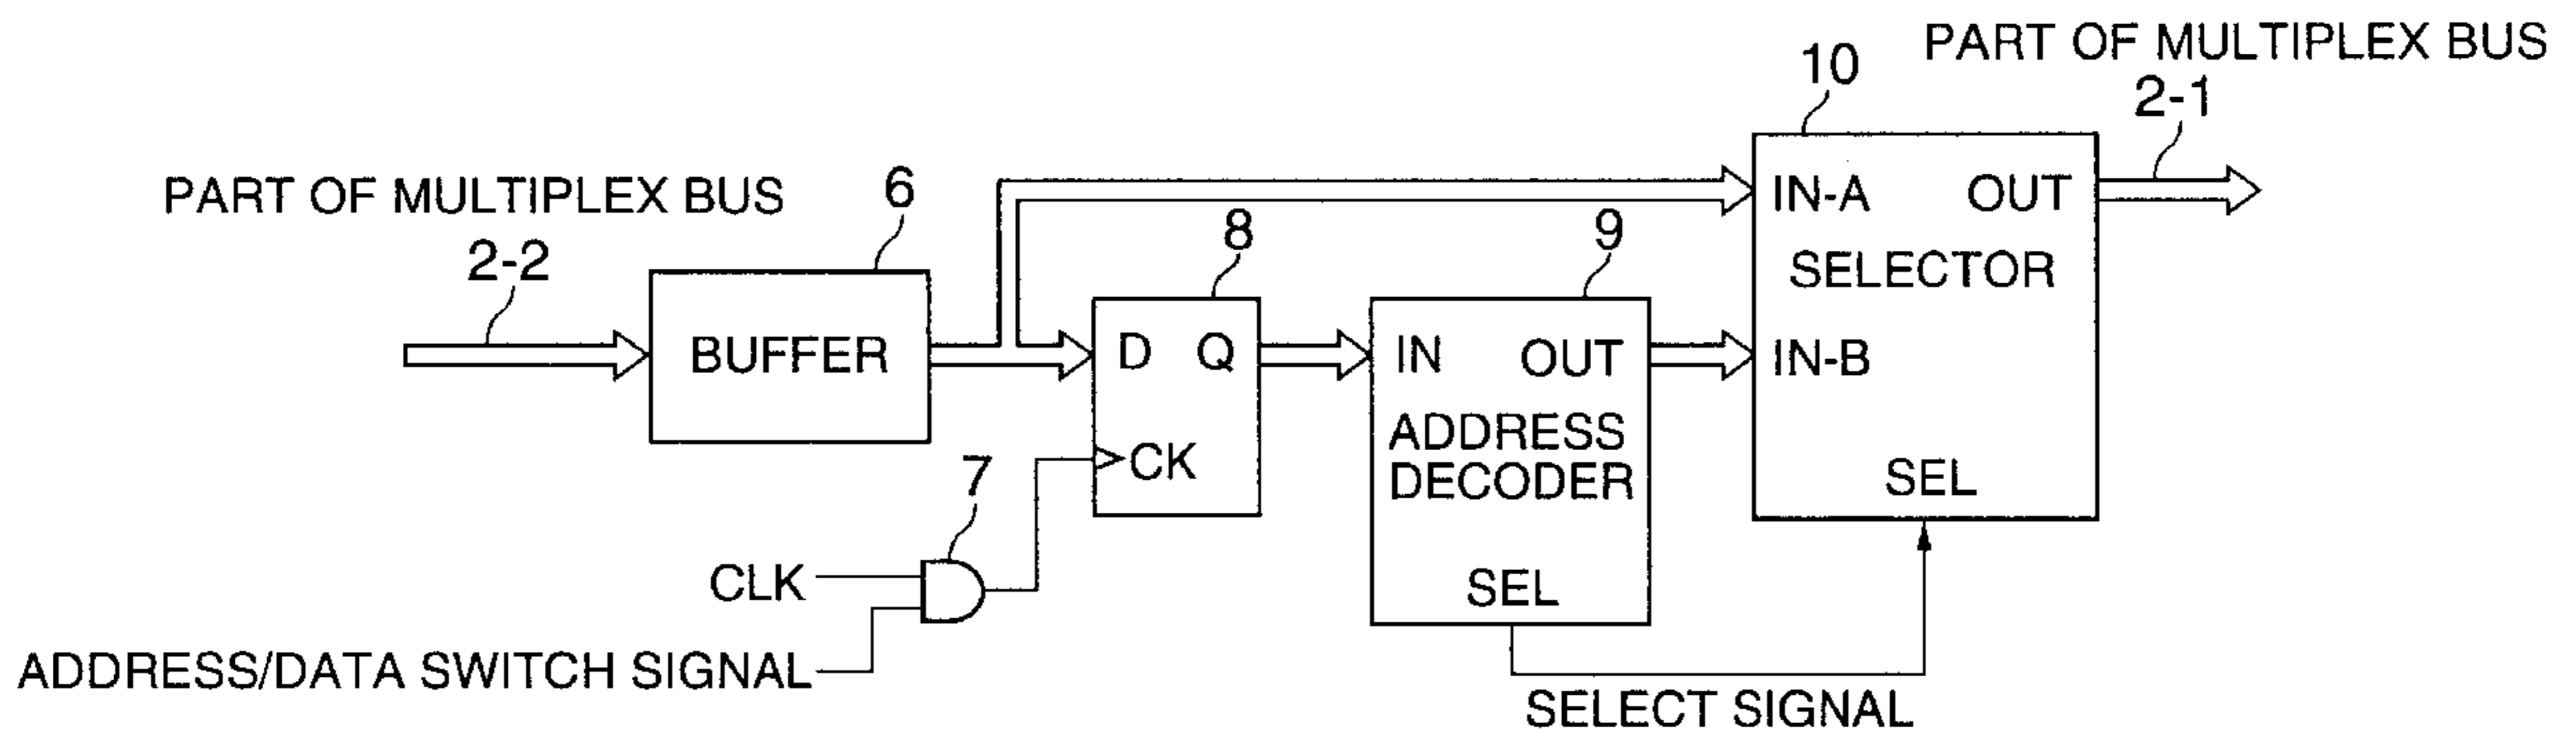 PART OF MULTIPLEX BUS
2-1
10
PART OF MULTIPLEX BUS
2-2
6
8
9
BUFFER
D Q
CK
IN OUT
ADDRESS
DECODER
SEL
IN-A OUT
SELECTOR
IN-B
SEL
7
CLK
ADDRESS/DATA SWITCH SIGNAL
SELECT SIGNAL